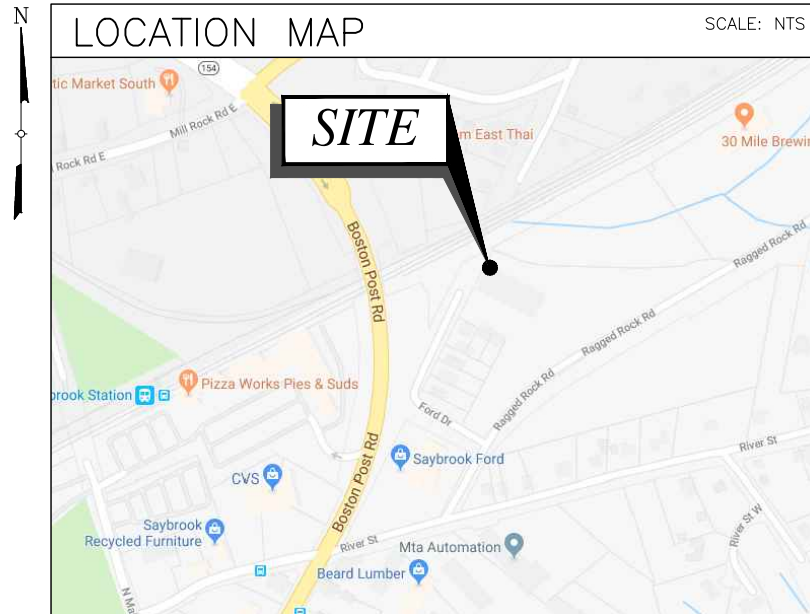 N
LOCATION MAP
SCALE: NTS
154
tic Market South
Mill Rock Rd E
Rock Rd E
SITE
m East Thai
30 Mile Brewin
Boston Post Rd
Ragged Rock Rd
Ragged Rock Rd
Ragged Rock Rd
brook Station
Pizza Works Pies & Suds
Ford Dr
Boston Post Rd
Saybrook Ford
River St
CVS
Saybrook
Recycled Furniture
River St
Mta Automation
River St W
Beard Lumber
N Ma